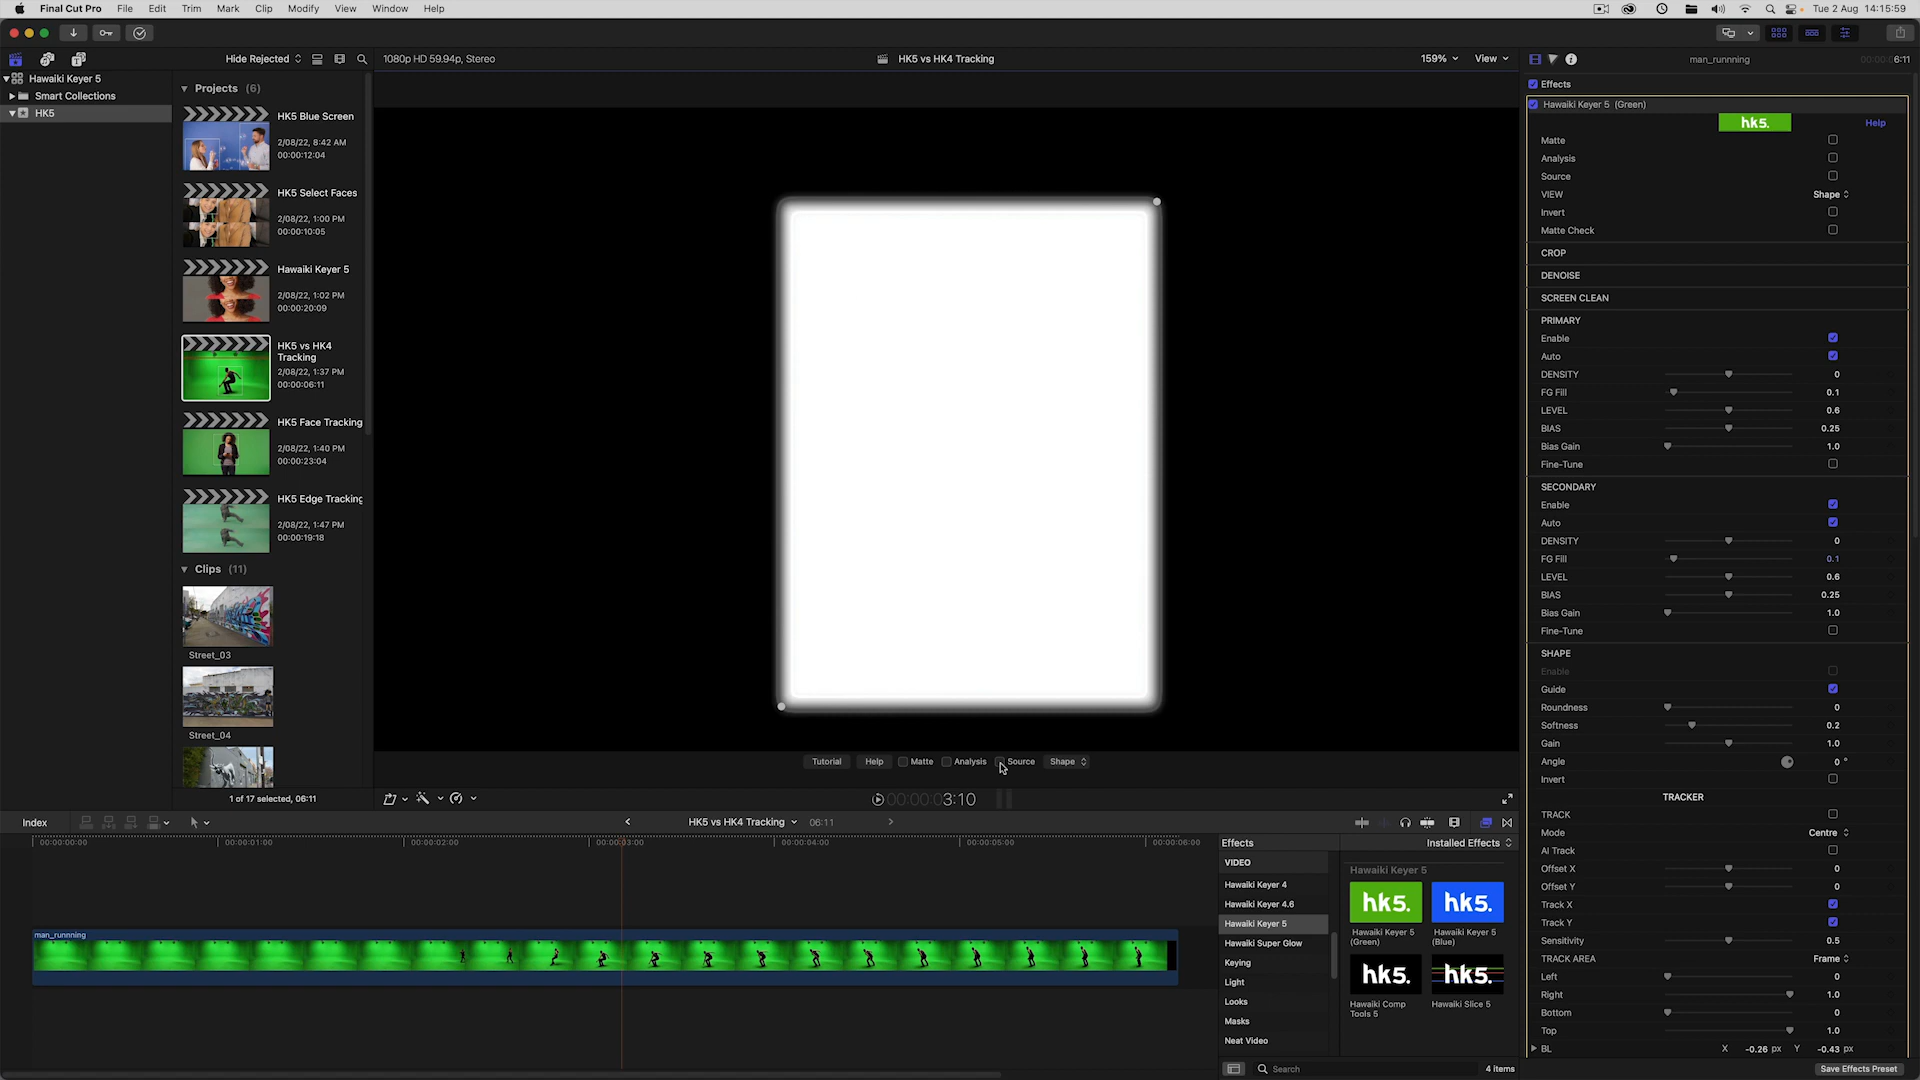 Final Cut Pro File Edit Trim Mark Clip Modify View Window Help
Tue 2 Aug 14:15:59
Hide Rejected
1080p HD 59.94p, Stereo
HK5 vs HK4 Tracking
159%
View
man_runnning
6:11
Hawaiki Keyer 5
Smart Collections
HK5
Projects (6)
HK5 Blue Screen
2/08/22, 8:42 AM
00:00:12:04
HK5 Select Faces
2/08/22, 1:00 PM
00:00:10:05
Hawaiki Keyer 5
2/08/22, 1:02 PM
00:00:20:09
HK5 vs HK4
Tracking
2/08/22, 1:37 PM
00:00:06:11
HK5 Face Tracking
2/08/22, 1:40 PM
00:00:23:04
HK5 Edge Tracking
2/08/22, 1:47 PM
00:00:19:18
Clips (11)
Street_03
Street_04
1 of 17 selected, 06:11
Tutorial Help Matte Analysis Source Shape
00:00:03:10
Effects
Hawaiki Keyer 5 (Green)
hk5.
Help
Matte
Analysis
Source
VIEW Shape
Invert
Matte Check
CROP
DENOISE
SCREEN CLEAN
PRIMARY
Enable
Auto
DENSITY 0
FG Fill 0.1
LEVEL 0.6
BIAS 0.25
Bias Gain 1.0
Fine-Tune
SECONDARY
Enable
Auto
DENSITY 0
FG Fill 0.1
LEVEL 0.6
BIAS 0.25
Bias Gain 1.0
Fine-Tune
SHAPE
Enable
Guide
Roundness 0
Softness 0.2
Gain 1.0
Angle 0 °
Invert
TRACKER
TRACK
Mode Centre
AI Track
Offset X 0
Offset Y 0
Track X
Track Y
Sensitivity 0.5
TRACK AREA Frame
Left 0
Right 1.0
Bottom 0
Top 1.0
BL X -0.26 px Y -0.43 px
Save Effects Preset
Index
HK5 vs HK4 Tracking 06:11
00:00:00:00 00:00:01:00 00:00:02:00 00:00:03:00 00:00:04:00 00:00:05:00 00:00:06:00
man_runnning
Effects
Installed Effects
VIDEO
Hawaiki Keyer 4
Hawaiki Keyer 4.6
Hawaiki Keyer 5
Hawaiki Super Glow
Keying
Light
Looks
Masks
Neat Video
Hawaiki Keyer 5
hk5. hk5.
Hawaiki Keyer 5
(Green)
Hawaiki Keyer 5
(Blue)
hk5. hk5.
Hawaiki Comp
Tools 5
Hawaiki Slice 5
Search
4 items